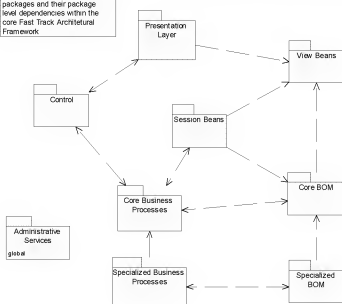 packages and their package
level dependencies within the
core Fast Track Architetural
Framework
Presentation
Layer
View Beans
Control
Session Beans
Core Business
Processes
Core BOM
Administrative
Services
global
Specialized Business
Processes
Specialized
BOM